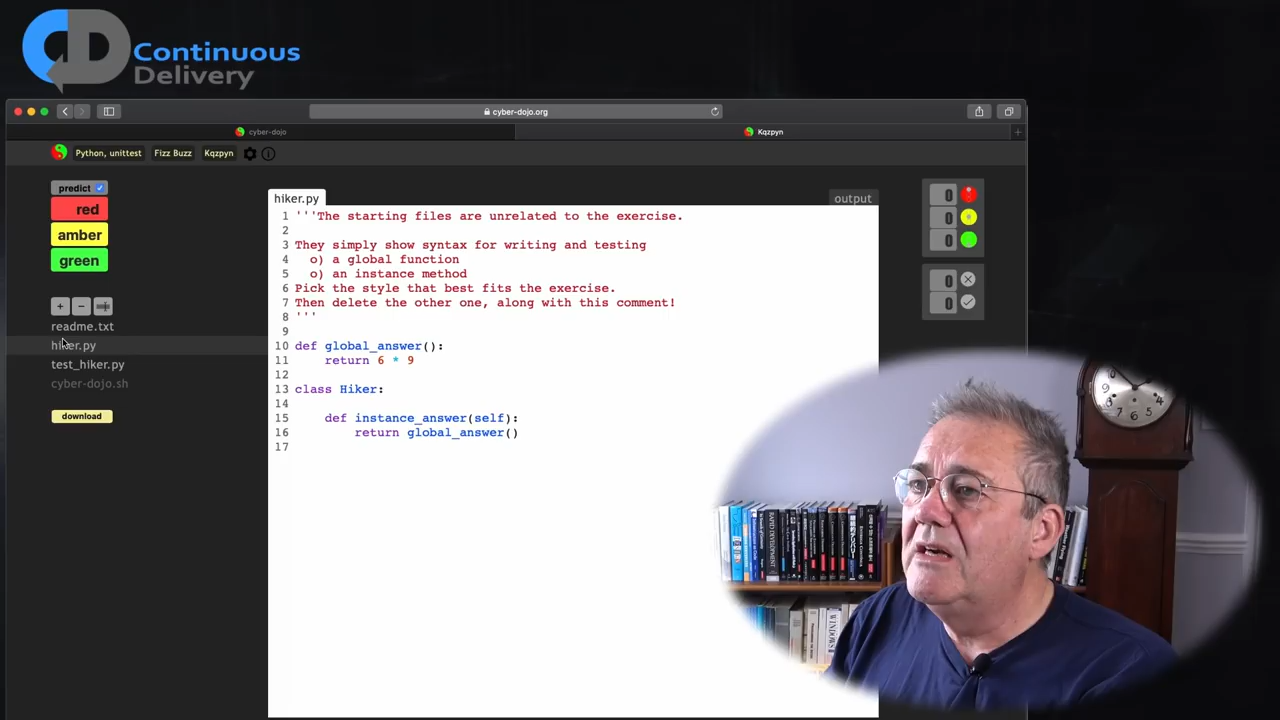 Continuous
Delivery
cyber-dojo.org
cyber-dojo
Kqzpyn
Python, unittest
Fizz Buzz
Kqzpyn
predict
red
amber
green
readme.txt
hiker.py
test_hiker.py
cyber-dojo.sh
download
hiker.py
output
1 '''The starting files are unrelated to the exercise.
2
3 They simply show syntax for writing and testing
4 o) a global function
5 o) an instance method
6 Pick the style that best fits the exercise.
7 Then delete the other one, along with this comment!
8 '''
9
10 def global_answer():
11 return 6 * 9
12
13 class Hiker:
14
15 def instance_answer(self):
16 return global_answer()
17
0
0
0
0
0
RAPID DEVELOPMENT
WINDOWS